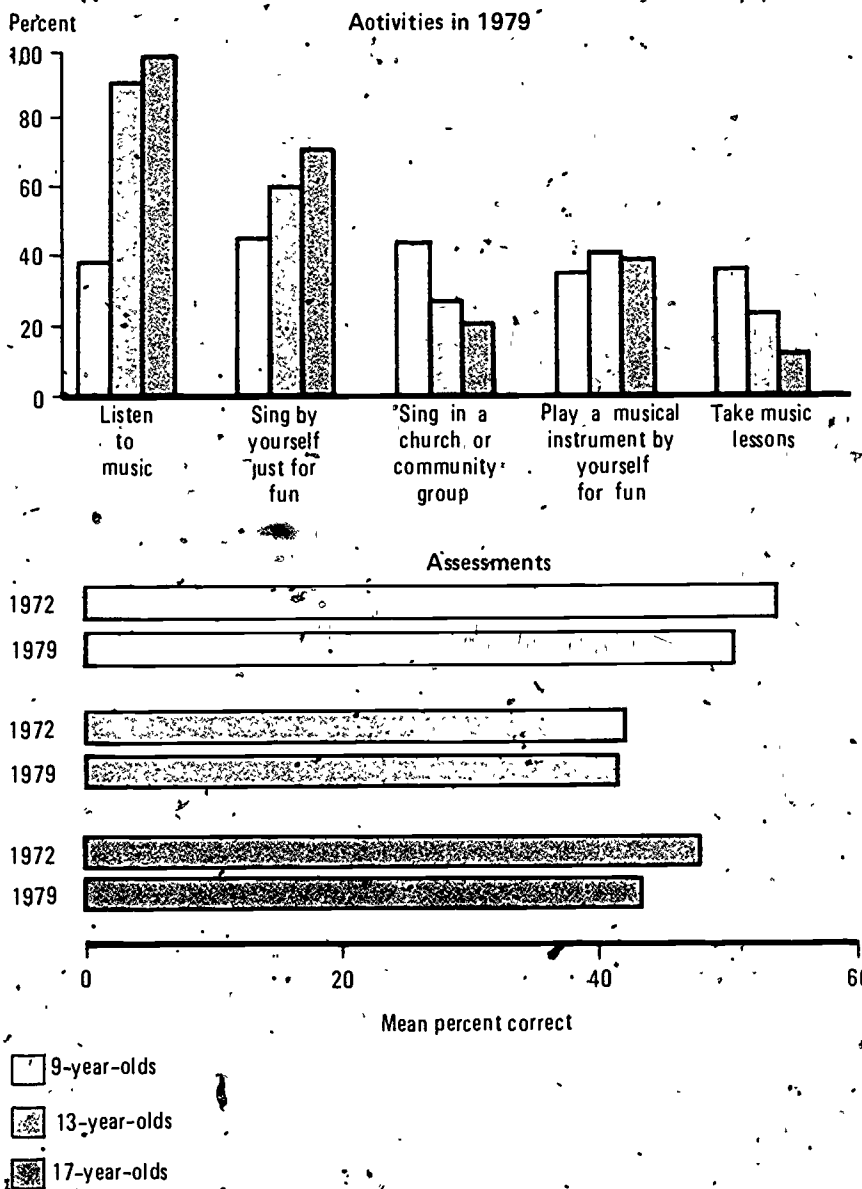 Percent
Aotivities in 1979
100
80
60
40
20
0
Listen
to
music
Sing by
yourself
just for
fun
Sing in a
church or
community
group
Play a musical
instrument by
yourself
for fun
Take music
lessons
Assessments
1972
1979
1972
1979
1972
1979
0 20 40 60
Mean percent correct
9-year-olds
13-year-olds
17-year-olds